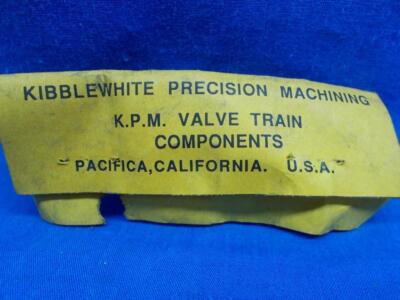 KIBBLEWHITE PRECISION MACHINING
K.P.M. VALVE TRAIN
COMPONENTS
"PACIFICA,CALIFORNIA. U.S.A."